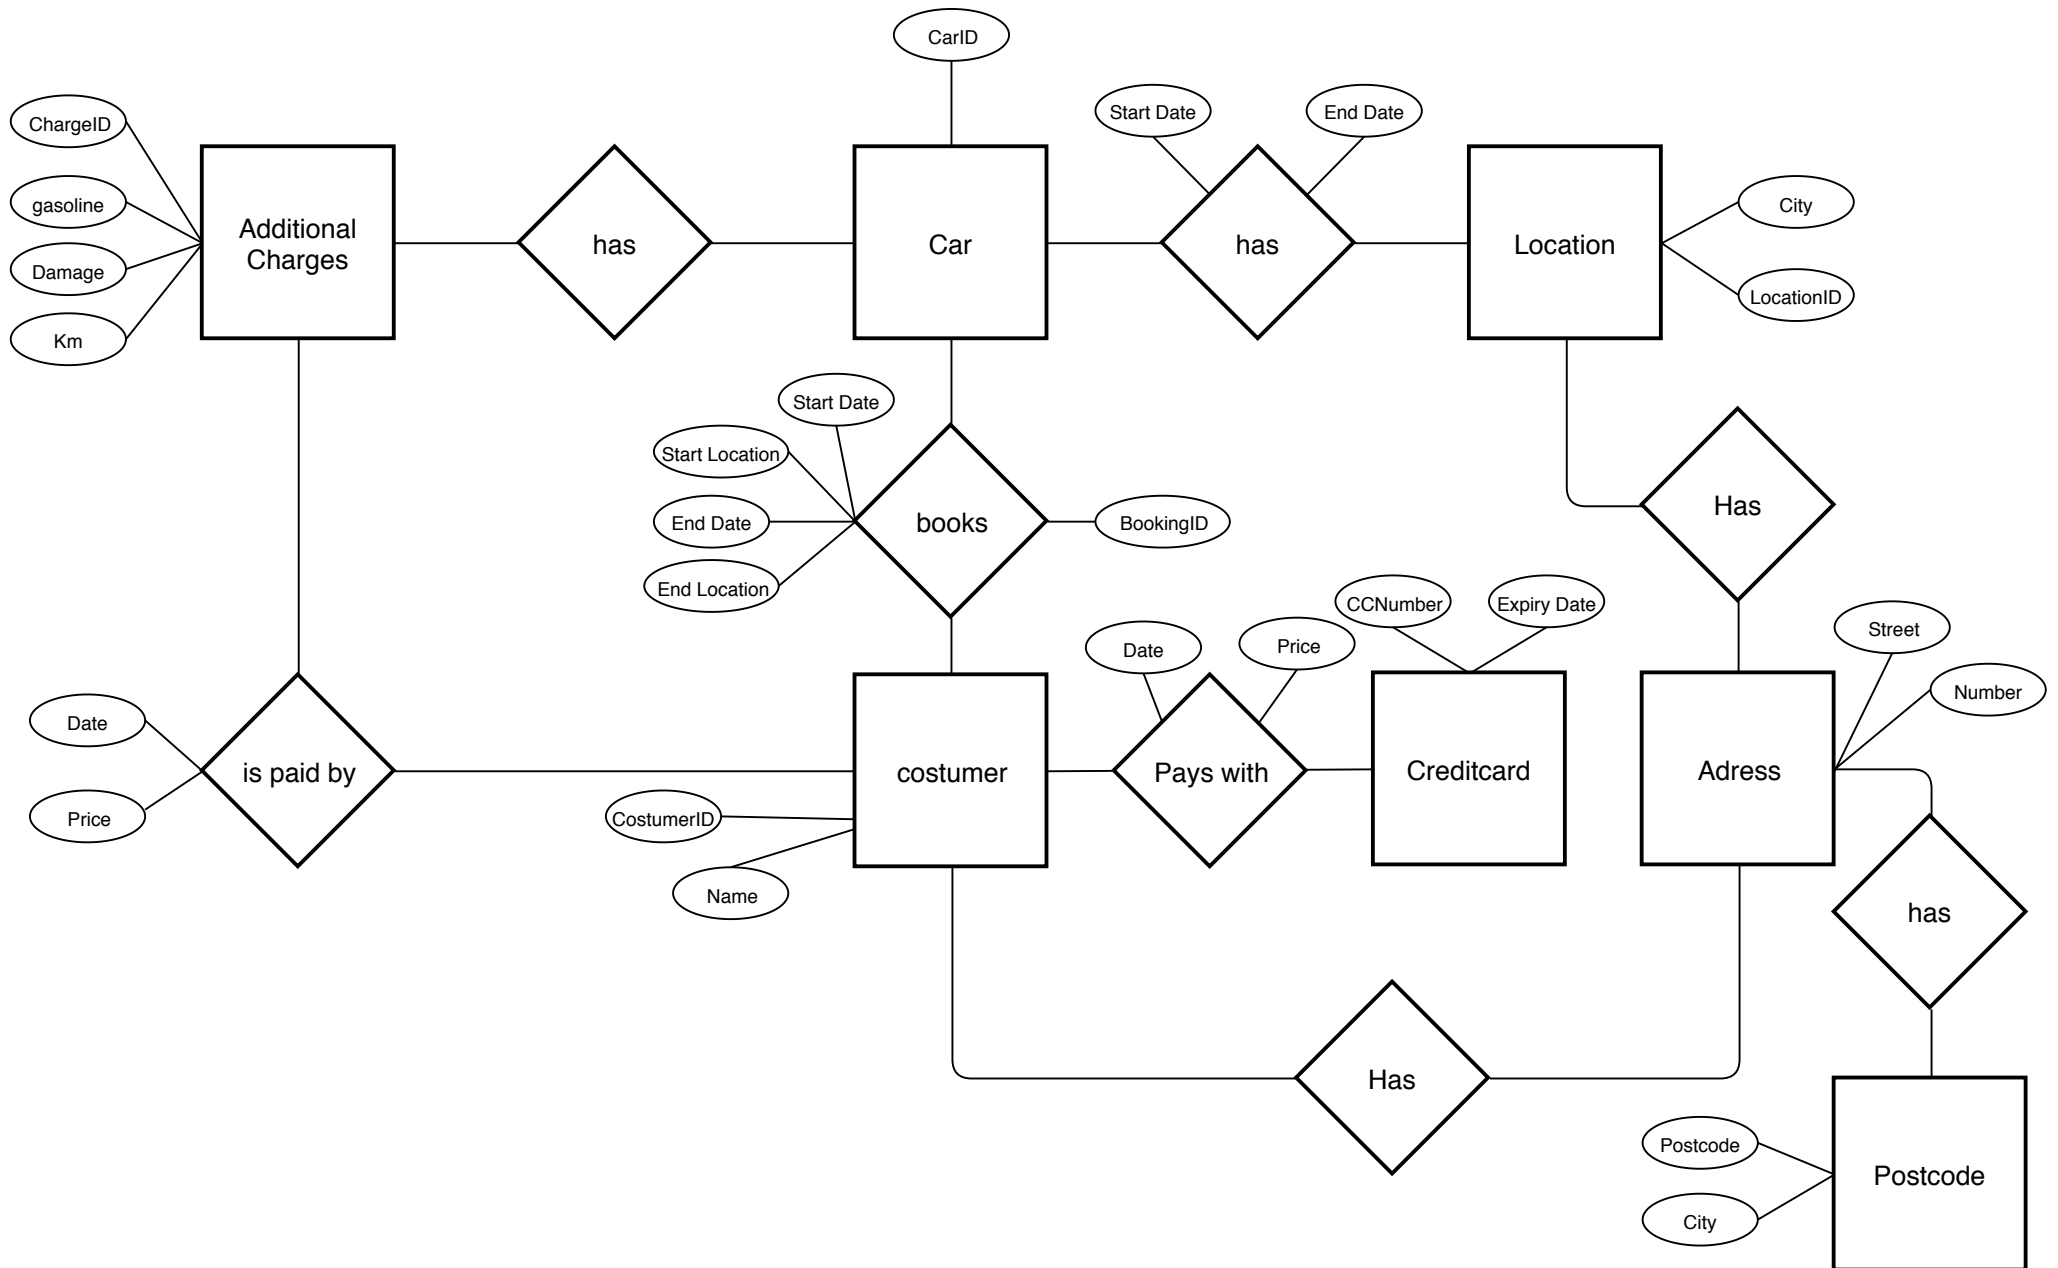 CarID
ChargeID
Start Date
End Date
gasoline
City
Additional
Charges
has
Car
has
Location
Damage
LocationID
Km
Start Date
Start Location
Has
End Date
books
BookingID
End Location
CCNumber
Expiry Date
Street
Date
Price
Number
Date
is paid by
costumer
Pays with
Creditcard
Adress
Price
CostumerID
Name
has
Has
Postcode
Postcode
City